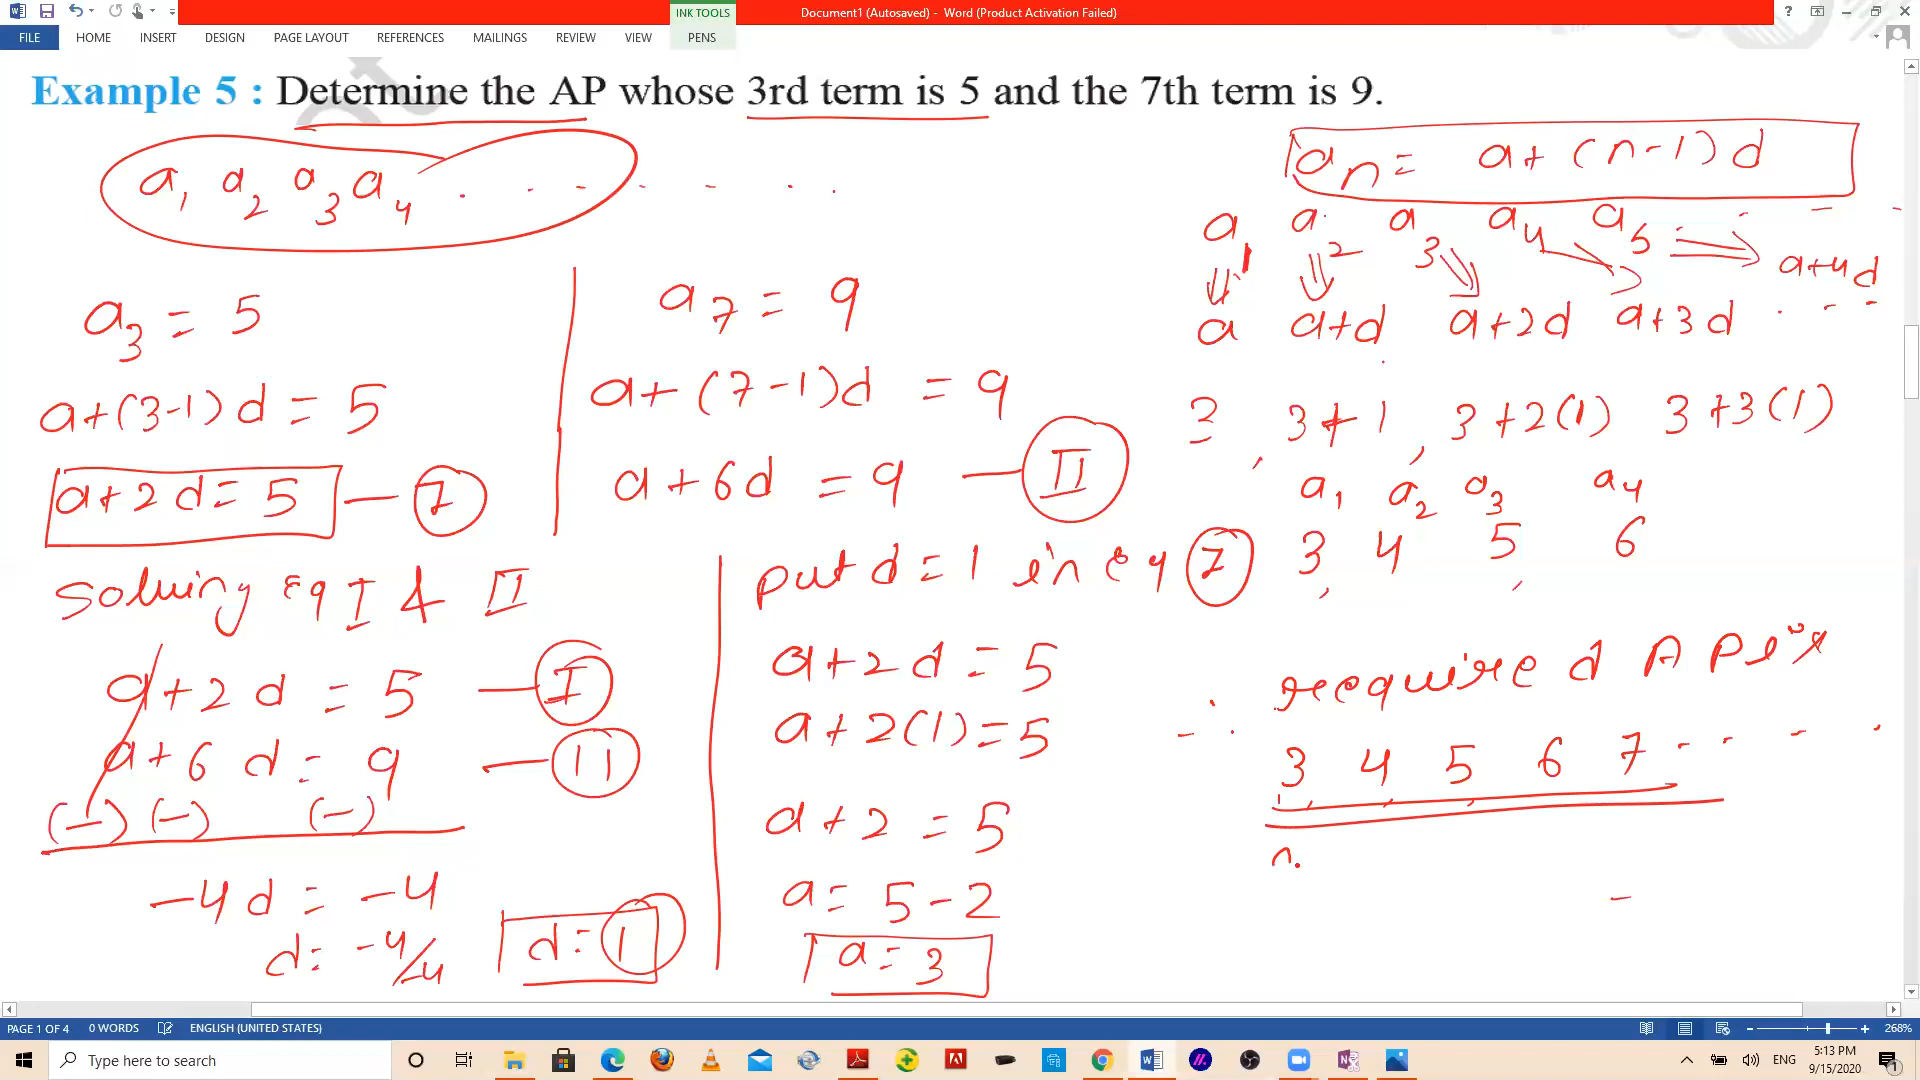 Document1 (Autosaved) - Word (Product Activation Failed)
INK TOOLS
FILE HOME INSERT DESIGN PAGE LAYOUT REFERENCES MAILINGS REVIEW VIEW PENS
Example 5 : Determine the AP whose 3rd term is 5 and the 7th term is 9.
a1 a2 a3 a4 . . . . . . .
a3 = 5
a+(3-1)d = 5
a+2d = 5 — I
solving eq I & II
a+2d = 5 — I
a+6d = 9 — II
(-) (-) (-)
-4d = -4
d = -4/-4
d = 1
a7 = 9
a+(7-1)d = 9
a+6d = 9 — II
put d = 1 in eq I
a+2d = 5
a+2(1) = 5
a+2 = 5
a = 5-2
a = 3
an = a+(n-1)d
a1 a2 a3 a4 a5 . - -
a+4d
a a+d a+2d a+3d . . .
3, 3+1, 3+2(1) 3+3(1)
a1 a2 a3 a4
3, 4 5, 6
∴ required AP is
3, 4, 5, 6 7 - - - .
PAGE 1 OF 4 0 WORDS ENGLISH (UNITED STATES) 268%
Type here to search
ENG
5:13 PM
9/15/2020
1